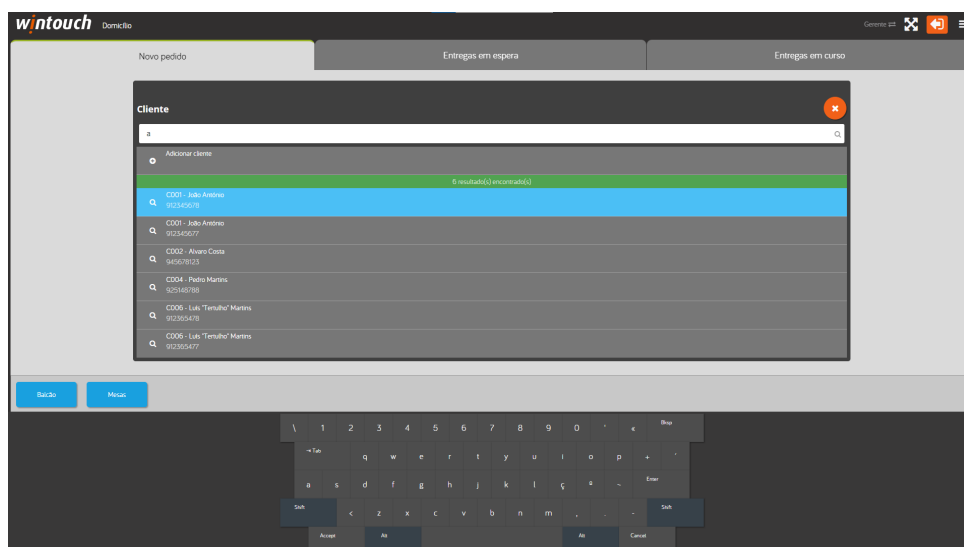 wintouch Domicílio
Gerente
Novo pedido
Entregas em espera
Entregas em curso
Cliente
a
Adicionar cliente
6 resultado(s) encontrado(s)
C001 - João António
912345678
C001 - João António
912345677
C002 - Alvaro Costa
945678123
C004 - Pedro Martins
925148788
C006 - Luís "Tertulho" Martins
912365478
C006 - Luís "Tertulho" Martins
912365477
Balcão
Mesas
\ 1 2 3 4 5 6 7 8 9 0 ' « Bksp
Tab q w e r t y u i o p + ´
a s d f g h j k l ç º ~ Enter
Shift < z x c v b n m , . - Shift
Accept Alt Alt Cancel